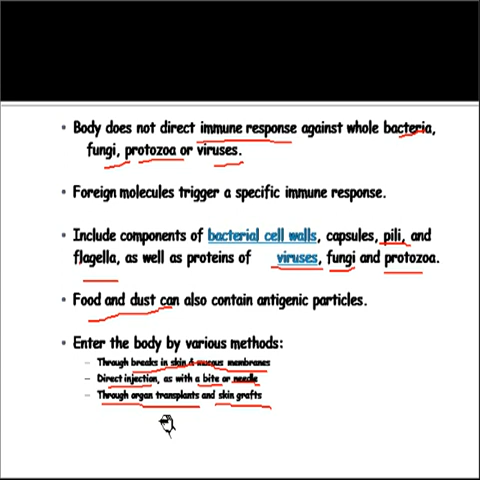 • Body does not direct immune response against whole bacteria,
fungi, protozoa or viruses.
• Foreign molecules trigger a specific immune response.
• Include components of bacterial cell walls, capsules, pili, and
flagella, as well as proteins of viruses, fungi and protozoa.
• Food and dust can also contain antigenic particles.
• Enter the body by various methods:
– Through breaks in skin & mucous membranes
– Direct injection, as with a bite or needle
– Through organ transplants and skin grafts